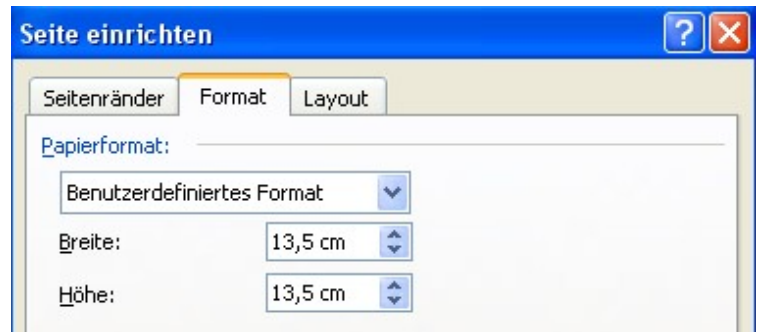 Seite einrichten
Seitenränder Format Layout
Papierformat:
Benutzerdefiniertes Format
Breite: 13,5 cm
Höhe: 13,5 cm